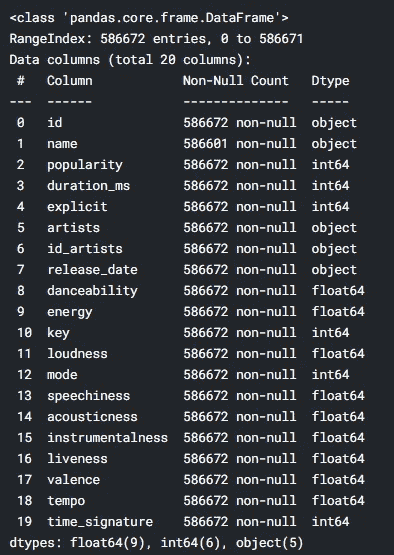 <class 'pandas.core.frame.DataFrame'>
RangeIndex: 586672 entries, 0 to 586671
Data columns (total 20 columns):
 #   Column            Non-Null Count   Dtype
---  ------            --------------   -----
 0   id                586672 non-null  object
 1   name              586601 non-null  object
 2   popularity        586672 non-null  int64
 3   duration_ms       586672 non-null  int64
 4   explicit          586672 non-null  int64
 5   artists           586672 non-null  object
 6   id_artists        586672 non-null  object
 7   release_date      586672 non-null  object
 8   danceability      586672 non-null  float64
 9   energy            586672 non-null  float64
 10  key               586672 non-null  int64
 11  loudness          586672 non-null  float64
 12  mode              586672 non-null  int64
 13  speechiness       586672 non-null  float64
 14  acousticness      586672 non-null  float64
 15  instrumentalness  586672 non-null  float64
 16  liveness          586672 non-null  float64
 17  valence           586672 non-null  float64
 18  tempo             586672 non-null  float64
 19  time_signature    586672 non-null  int64
dtypes: float64(9), int64(6), object(5)